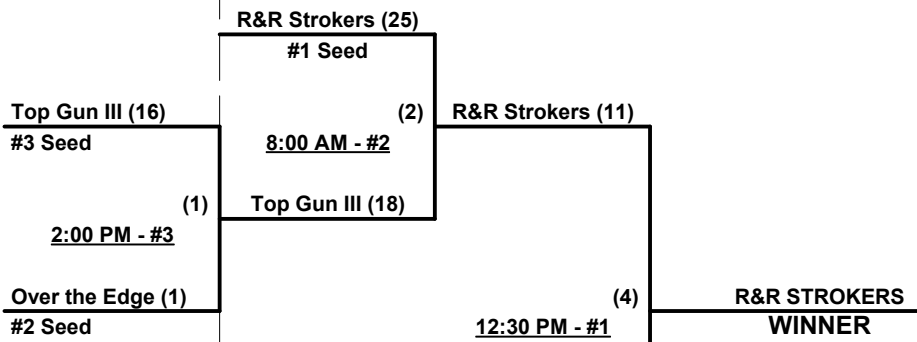 R&R Strokers (25)
#1 Seed
Top Gun III (16)
(2)
R&R Strokers (11)
#3 Seed
8:00 AM - #2
(1)
Top Gun III (18)
2:00 PM - #3
Over the Edge (1)
(4)
R&R STROKERS
#2 Seed
12:30 PM - #1
WINNER